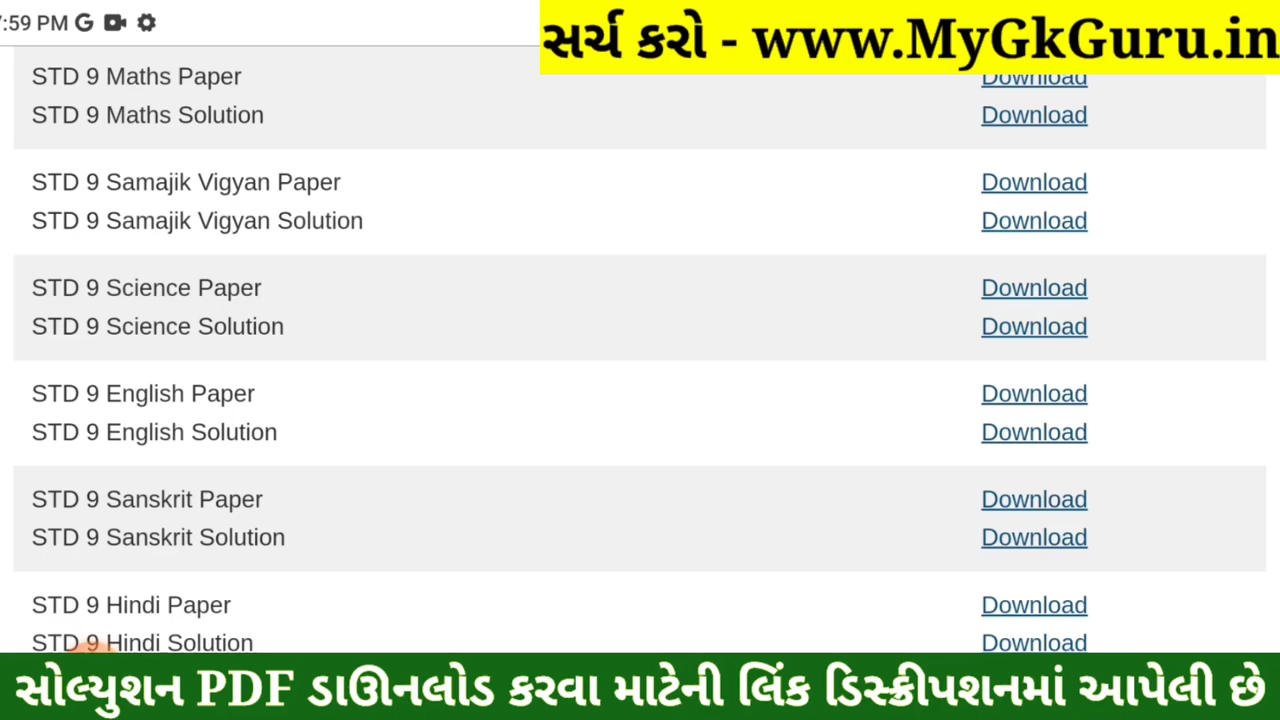 :59 PM G
સર્ચ કરો - www.MyGkGuru.in
STD 9 Maths Paper Download
STD 9 Maths Solution Download
STD 9 Samajik Vigyan Paper Download
STD 9 Samajik Vigyan Solution Download
STD 9 Science Paper Download
STD 9 Science Solution Download
STD 9 English Paper Download
STD 9 English Solution Download
STD 9 Sanskrit Paper Download
STD 9 Sanskrit Solution Download
STD 9 Hindi Paper Download
STD 9 Hindi Solution Download
સોલ્યુશન PDF ડાઊનલોડ કરવા માટેની લિંક ડિસ્ક્રીપશનમાં આપેલી છે